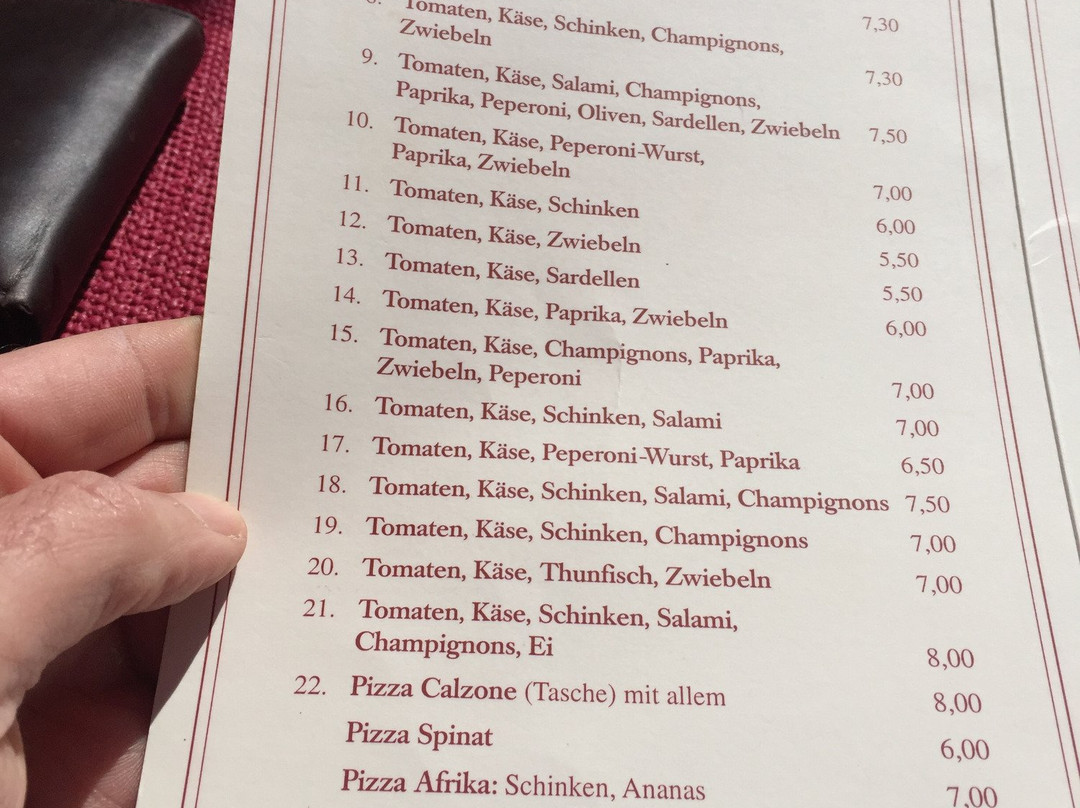 7,30
Tomaten, Käse, Schinken, Champignons,
Zwiebeln 7,30
9. Tomaten, Käse, Salami, Champignons,
Paprika, Peperoni, Oliven, Sardellen, Zwiebeln 7,50
10. Tomaten, Käse, Peperoni-Wurst,
Paprika, Zwiebeln 7,00
11. Tomaten, Käse, Schinken 6,00
12. Tomaten, Käse, Zwiebeln 5,50
13. Tomaten, Käse, Sardellen 5,50
14. Tomaten, Käse, Paprika, Zwiebeln 6,00
15. Tomaten, Käse, Champignons, Paprika,
Zwiebeln, Peperoni 7,00
16. Tomaten, Käse, Schinken, Salami 7,00
17. Tomaten, Käse, Peperoni-Wurst, Paprika 6,50
18. Tomaten, Käse, Schinken, Salami, Champignons 7,50
19. Tomaten, Käse, Schinken, Champignons 7,00
20. Tomaten, Käse, Thunfisch, Zwiebeln 7,00
21. Tomaten, Käse, Schinken, Salami,
Champignons, Ei 8,00
22. Pizza Calzone (Tasche) mit allem 8,00
Pizza Spinat 6,00
Pizza Afrika: Schinken, Ananas 7,00